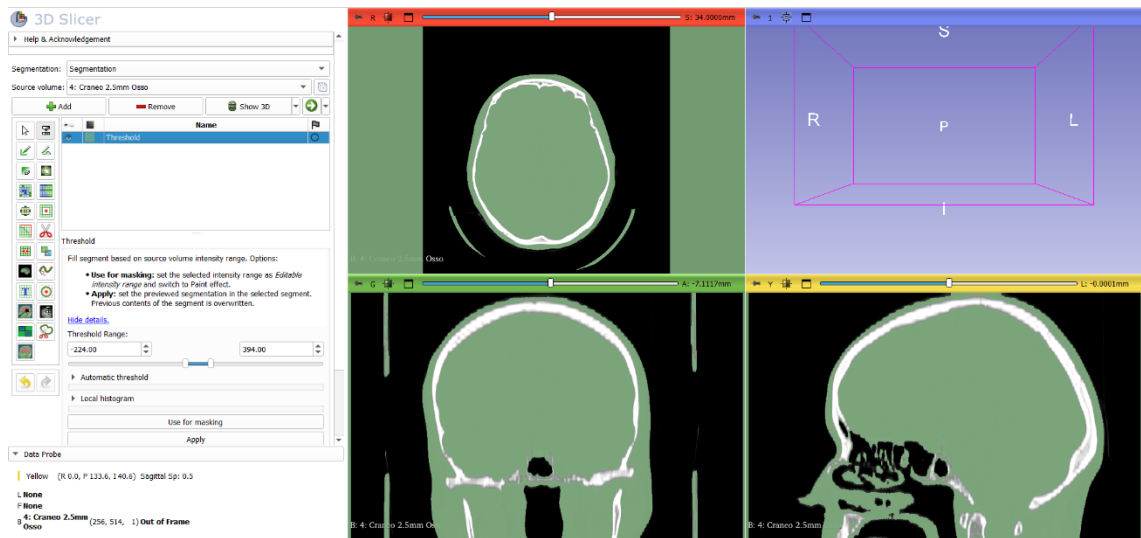 3D Slicer
Help & Acknowledgement
Segmentation: Segmentation
Source volume: 4: Craneo 2.5mm Osso
Add Remove Show 3D
Name
Threshold
Threshold
Fill segment based on source volume intensity range. Options:
• Use for masking: set the selected intensity range as Editable
intensity range and switch to Paint effect.
• Apply: set the previewed segmentation in the selected segment.
Previous contents of the segment is overwritten.
Hide details.
Threshold Range:
-224.00 394.00
Automatic threshold
Local histogram
Use for masking
Apply
Data Probe
Yellow (R 0.0, P 133.6, 140.6) Sagittal Sp: 0.5
L None
F None
B 4: Craneo 2.5mm Osso (256, 514, 1) Out of Frame
R S: 34.0000mm
B: 4: Craneo 2.5mm Osso
1
S
R P L
I
G A: -7.1117mm
B: 4: Craneo 2.5mm Osso
Y L: -0.0001mm
B: 4: Craneo 2.5mm Osso